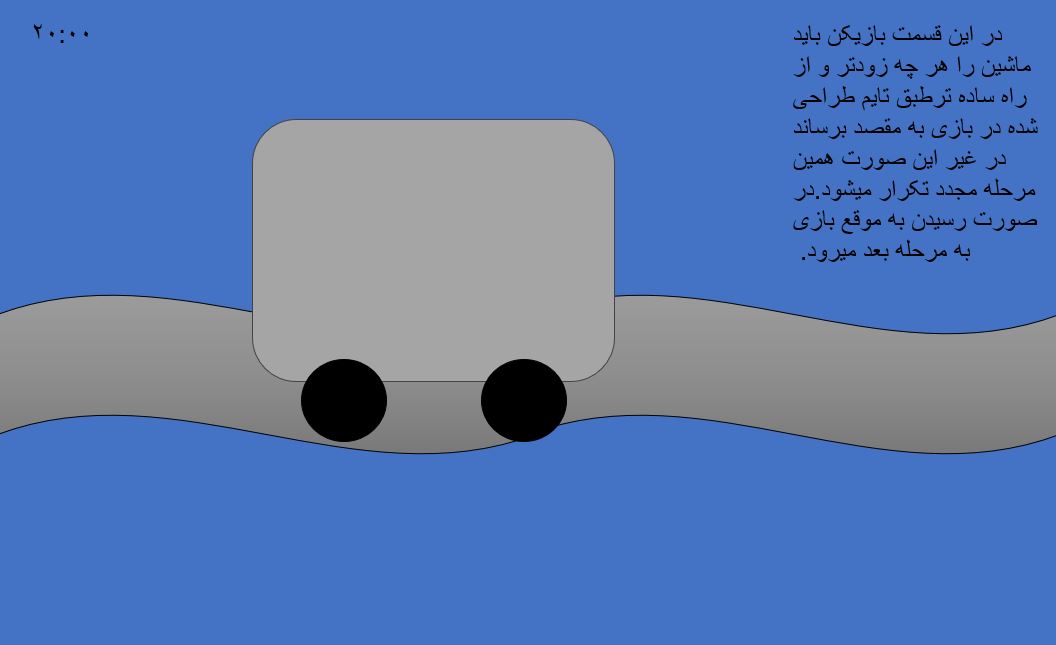 ۲۰:۰۰
در این قسمت بازیکن باید
ماشین را هر چه زودتر و از
راه ساده ترطبق تایم طراحی
شده در بازی به مقصد برساند
در غیر این صورت همین
مرحله مجدد تکرار میشود.در
صورت رسیدن به موقع بازی
به مرحله بعد میرود.